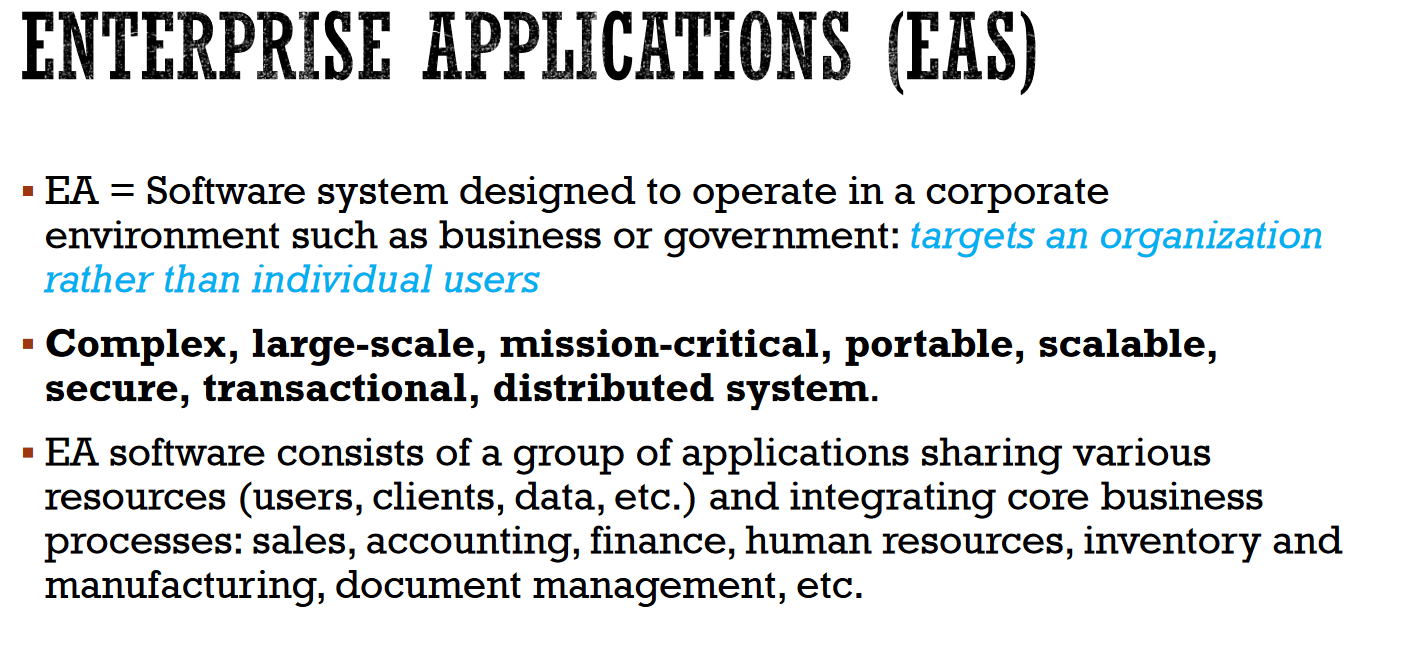 ENTERPRISE APPLICATIONS (EAS)
▪ EA = Software system designed to operate in a corporate
environment such as business or government: targets an organization
rather than individual users
▪ Complex, large-scale, mission-critical, portable, scalable,
secure, transactional, distributed system.
▪ EA software consists of a group of applications sharing various
resources (users, clients, data, etc.) and integrating core business
processes: sales, accounting, finance, human resources, inventory and
manufacturing, document management, etc.